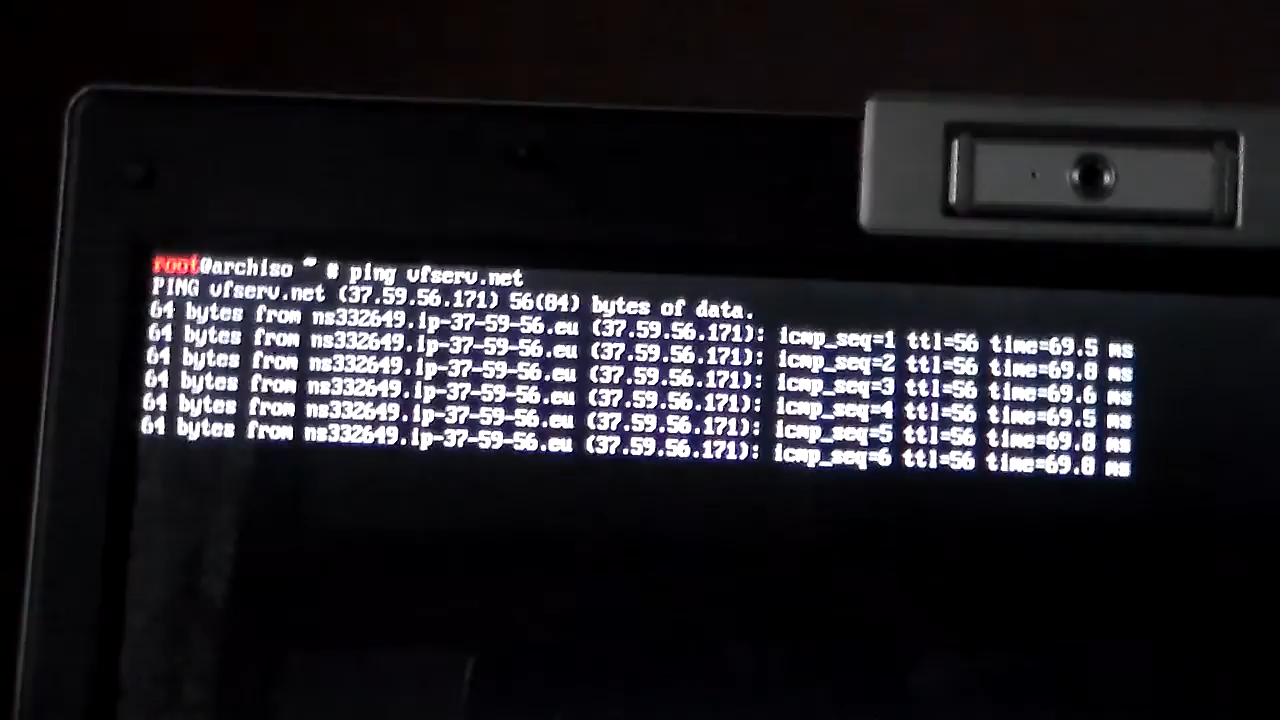 root@archiso ~ # ping vfserv.net
PING vfserv.net (37.59.56.171) 56(84) bytes of data.
64 bytes from ns332649.ip-37-59-56.eu (37.59.56.171): icmp_seq=1 ttl=56 time=69.5 ms
64 bytes from ns332649.ip-37-59-56.eu (37.59.56.171): icmp_seq=2 ttl=56 time=69.8 ms
64 bytes from ns332649.ip-37-59-56.eu (37.59.56.171): icmp_seq=3 ttl=56 time=69.6 ms
64 bytes from ns332649.ip-37-59-56.eu (37.59.56.171): icmp_seq=4 ttl=56 time=69.5 ms
64 bytes from ns332649.ip-37-59-56.eu (37.59.56.171): icmp_seq=5 ttl=56 time=69.8 ms
64 bytes from ns332649.ip-37-59-56.eu (37.59.56.171): icmp_seq=6 ttl=56 time=69.8 ms